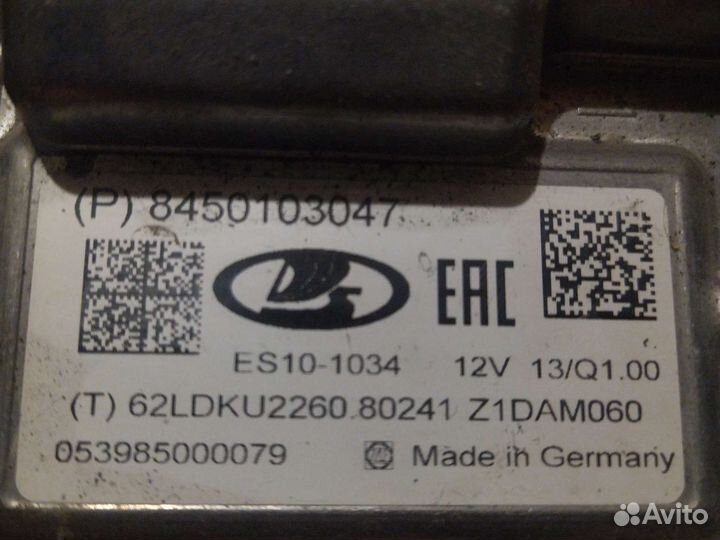 (P) 8450103047
EAC
ES10-1034 12V 13/Q1.00
(T) 62LDKU2260 80241 Z1DAM060
053985000079 Made in Germany
Avito